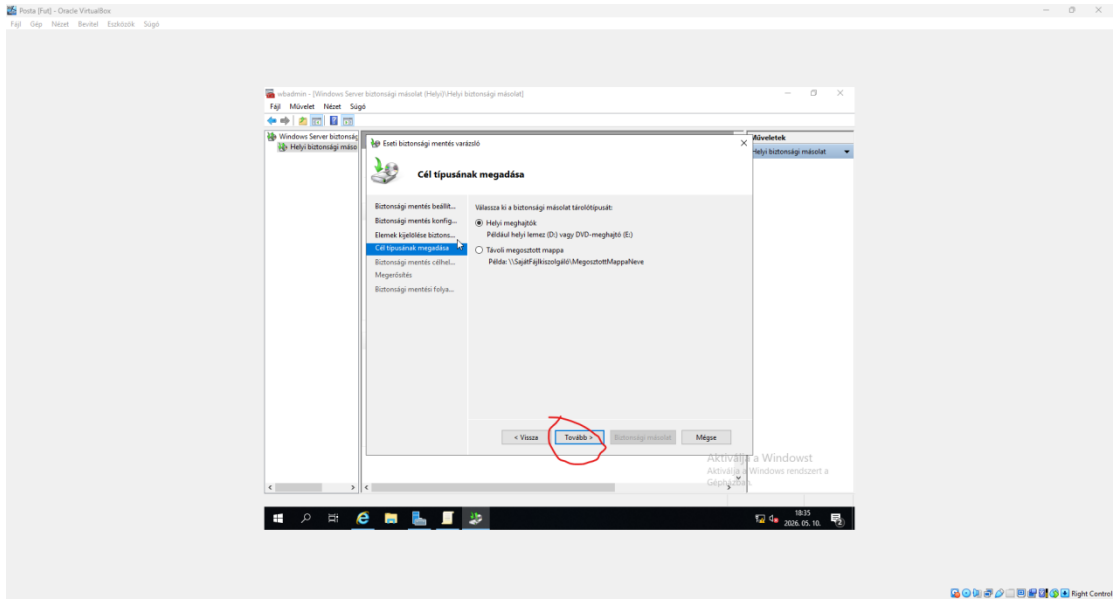 Posta [Fut] - Oracle VirtualBox
Fájl Gép Nézet Bevitel Eszközök Súgó
wbadmin - [Windows Server biztonsági másolat (Helyi)\Helyi biztonsági másolat]
Fájl Művelet Nézet Súgó
Windows Server biztonság
Helyi biztonsági máso
Műveletek
Helyi biztonsági másolat
Eseti biztonsági mentés varázsló
Cél típusának megadása
Biztonsági mentés beállít...
Biztonsági mentés konfig...
Elemek kijelölése biztons...
Cél típusának megadása
Biztonsági mentés célhel...
Megerősítés
Biztonsági mentési folya...
Válassza ki a biztonsági másolat tárolótípusát:
Helyi meghajtók
Például helyi lemez (D:) vagy DVD-meghajtó (E:)
Távoli megosztott mappa
Példa: \\SajátFájlkiszolgáló\MegosztottMappaNeve
< Vissza
Tovább >
Biztonsági másolat
Mégse
Aktiválja a Windowst
Aktiválja a Windows rendszert a
Gépházban.
18:35
2026. 05. 10.
2
Right Control